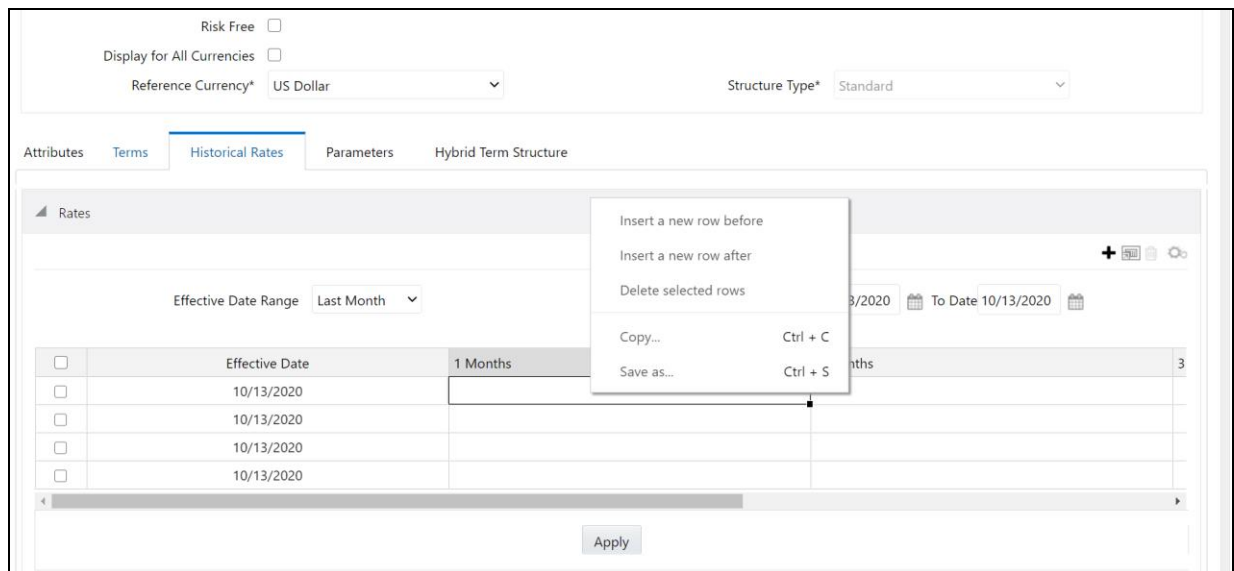 Risk Free
Display for All Currencies
Reference Currency* US Dollar Structure Type* Standard
Attributes Terms Historical Rates Parameters Hybrid Term Structure
Rates
Insert a new row before
Insert a new row after
Effective Date Range Last Month Delete selected rows 3/2020 To Date 10/13/2020
Copy... Ctrl + C
Effective Date 1 Months Save as... Ctrl + S nths 3
10/13/2020
10/13/2020
10/13/2020
10/13/2020
Apply